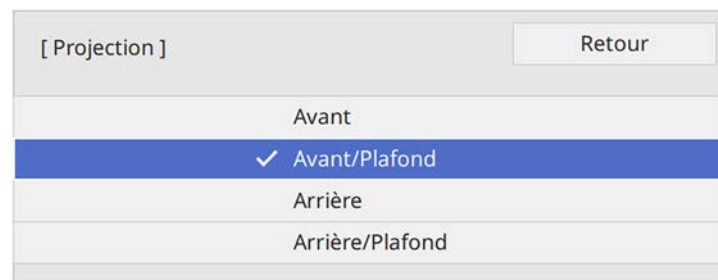 [ Projection ]
Retour
Avant
Avant/Plafond
Arrière
Arrière/Plafond